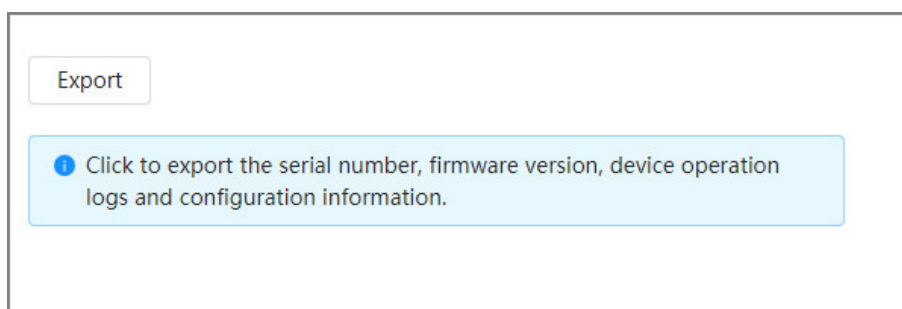 Export
Click to export the serial number, firmware version, device operation
logs and configuration information.